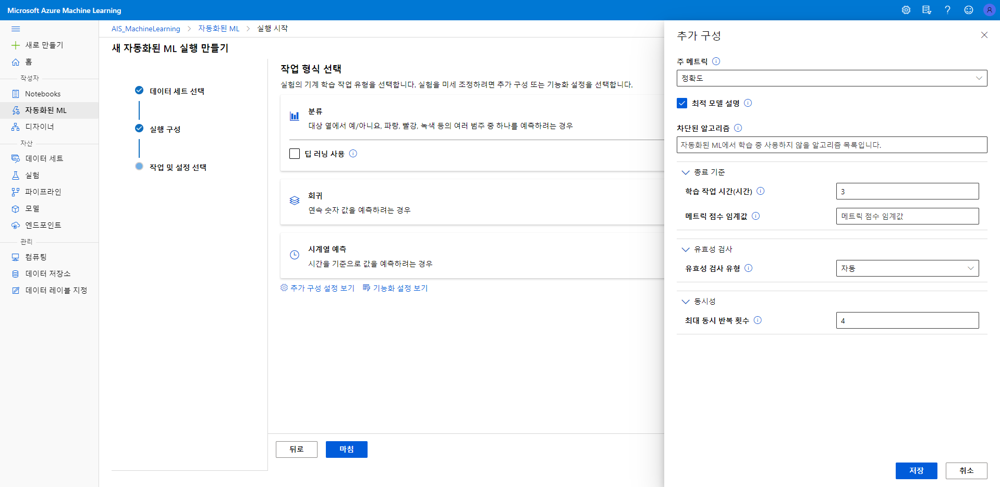 Microsoft Azure Machine Learning
새로 만들기
홈
작성자
Notebooks
자동화된 ML
디자이너
자산
데이터 세트
실험
파이프라인
모델
엔드포인트
관리
컴퓨팅
데이터 저장소
데이터 레이블 지정
AIS_MachineLearning > 자동화된 ML > 실행 시작
새 자동화된 ML 실행 만들기
데이터 세트 선택
실행 구성
작업 및 설정 선택
작업 형식 선택
실험의 기계 학습 작업 유형을 선택합니다. 실험을 미세 조정하려면 추가 구성 또는 기능화 설정을 선택합니다.
분류
대상 열에서 예/아니요, 파랑, 빨강, 녹색 등의 여러 범주 중 하나를 예측하려는 경우
딥 러닝 사용
회귀
연속 숫자 값을 예측하려는 경우
시계열 예측
시간을 기준으로 값을 예측하려는 경우
추가 구성 설정 보기 기능화 설정 보기
뒤로 마침
추가 구성
주 메트릭
정확도
최적 모델 설명
차단된 알고리즘
자동화된 ML에서 학습 중 사용하지 않을 알고리즘 목록입니다.
종료 기준
학습 작업 시간(시간) 3
메트릭 점수 임계값 메트릭 점수 임계값
유효성 검사
유효성 검사 유형 자동
동시성
최대 동시 반복 횟수 4
저장 취소